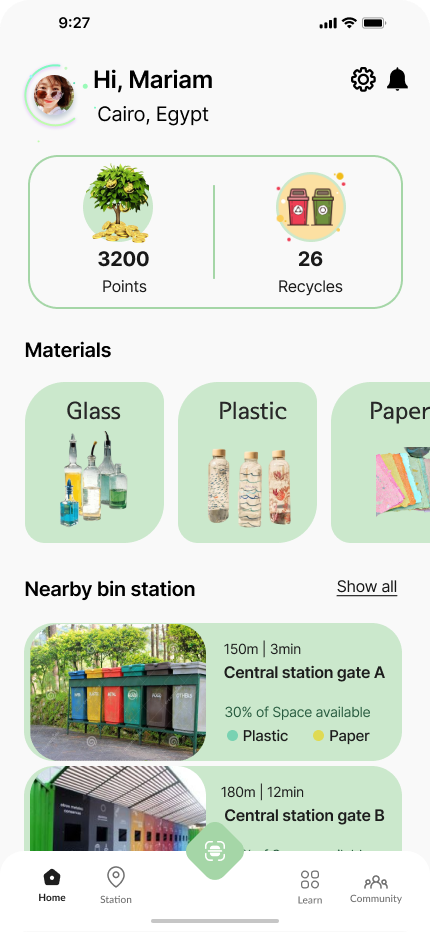 9:27
Hi, Mariam
Cairo, Egypt
3200
Points
26
Recycles
Materials
Glass
Plastic
Paper
Nearby bin station
Show all
150m | 3min
Central station gate A
30% of Space available
Plastic
Paper
180m | 12min
Central station gate B
Home
Station
Learn
Community